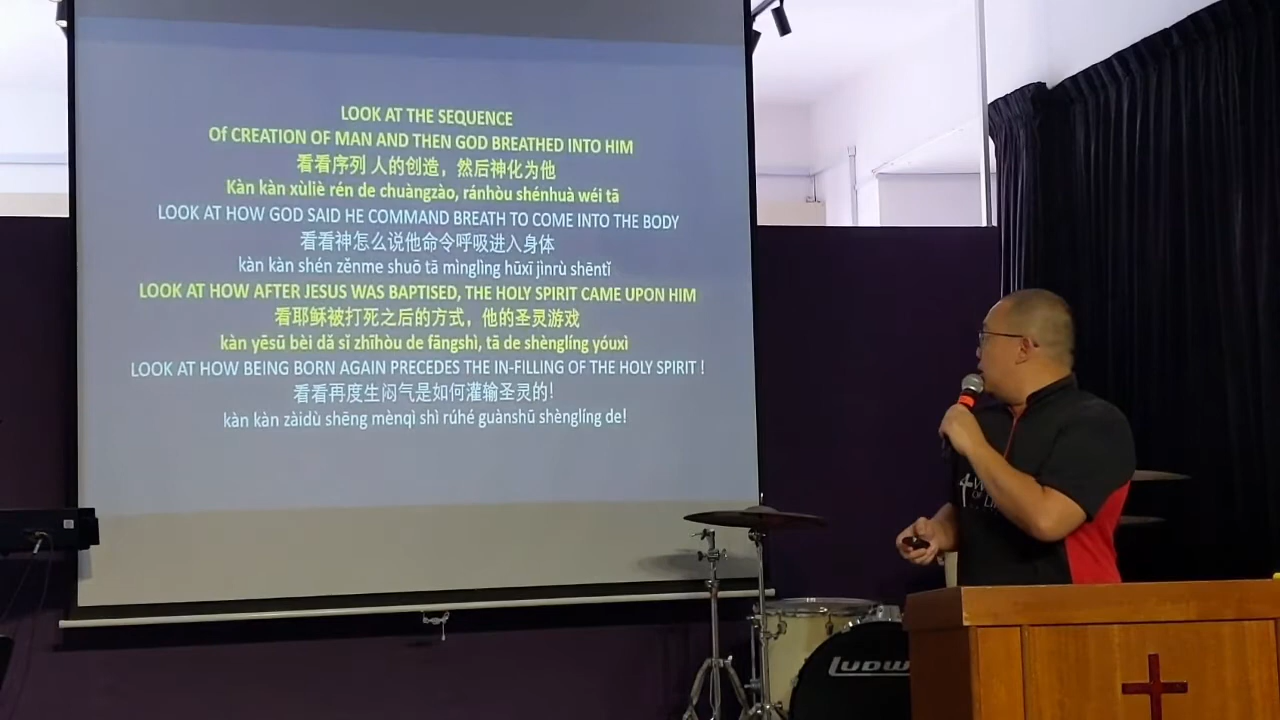 LOOK AT THE SEQUENCE
Of CREATION OF MAN AND THEN GOD BREATHED INTO HIM
看看序列 人的创造，然后神化为他
Kàn kàn xùliè rén de chuàngzào, ránhòu shénhuà wéi tā
LOOK AT HOW GOD SAID HE COMMAND BREATH TO COME INTO THE BODY
看看神怎么说他命令呼吸进入身体
kàn kàn shén zěnme shuō tā mìnglìng hūxī jìnrù shēntǐ
LOOK AT HOW AFTER JESUS WAS BAPTISED, THE HOLY SPIRIT CAME UPON HIM
看耶稣被打死之后的方式，他的圣灵游戏
kàn yēsū bèi dǎ sǐ zhīhòu de fāngshì, tā de shènglíng yóuxì
LOOK AT HOW BEING BORN AGAIN PRECEDES THE IN-FILLING OF THE HOLY SPIRIT !
看看再度生闷气是如何灌输圣灵的!
kàn kàn zàidù shēng mènqì shì rúhé guànshū shènglíng de!
LUDW